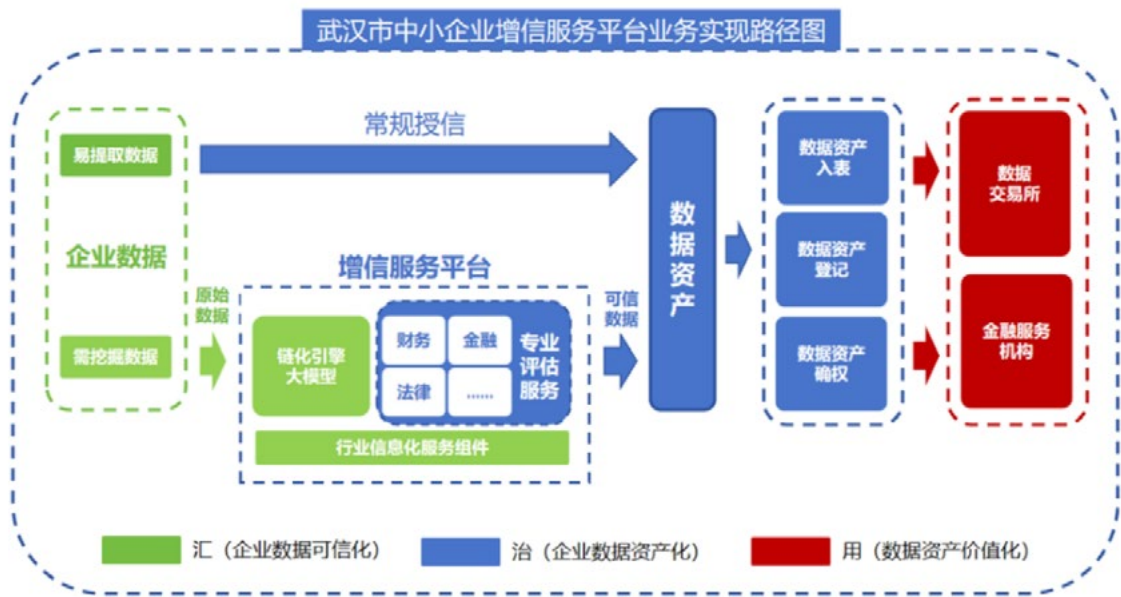 武汉市中小企业增信服务平台业务实现路径图
易提取数据
企业数据
需挖掘数据
常规授信
原始
数据
增信服务平台
链化引擎
大模型
财务
金融
法律
......
专业
评估
服务
行业信息化服务组件
可信
数据
数据资产
数据资产
入表
数据资产
登记
数据资产
确权
数据
交易所
金融服务
机构
汇（企业数据可信化）
治（企业数据资产化）
用（数据资产价值化）